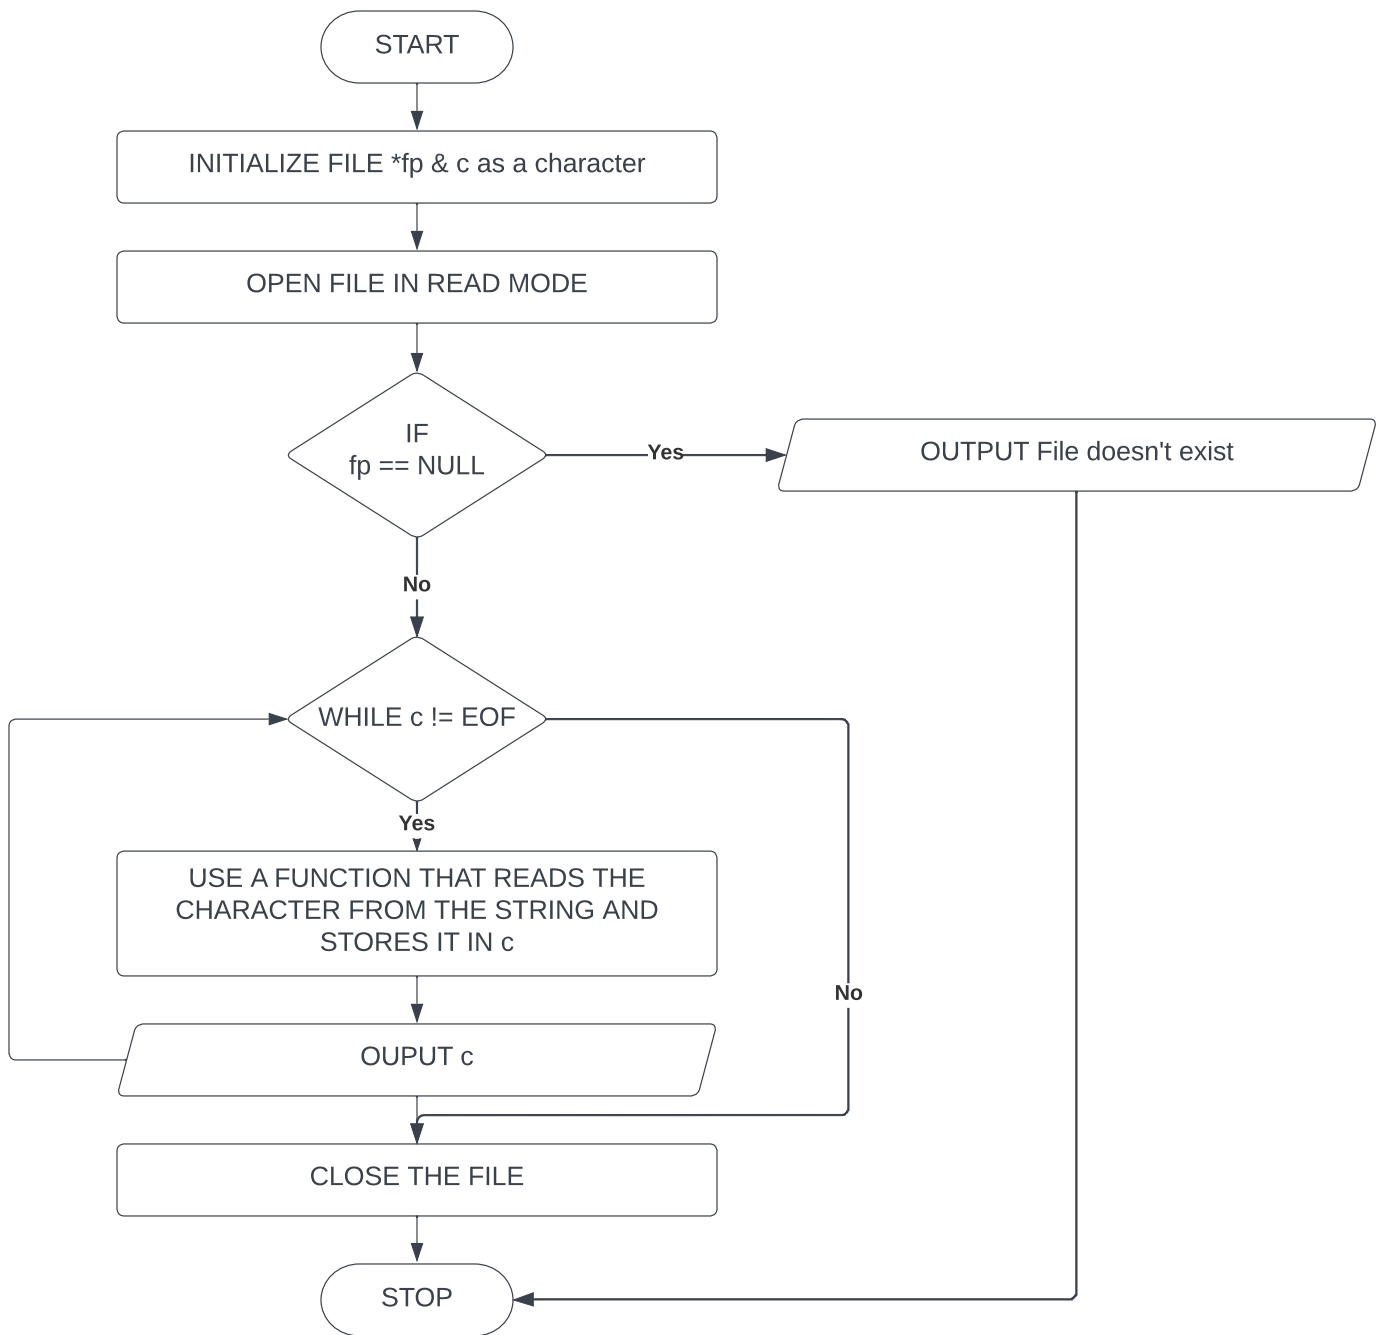 START
INITIALIZE FILE *fp & c as a character
OPEN FILE IN READ MODE
IF
fp == NULL
Yes
OUTPUT File doesn't exist
No
WHILE c != EOF
Yes
USE A FUNCTION THAT READS THE
CHARACTER FROM THE STRING AND
STORES IT IN c
No
OUPUT c
CLOSE THE FILE
STOP